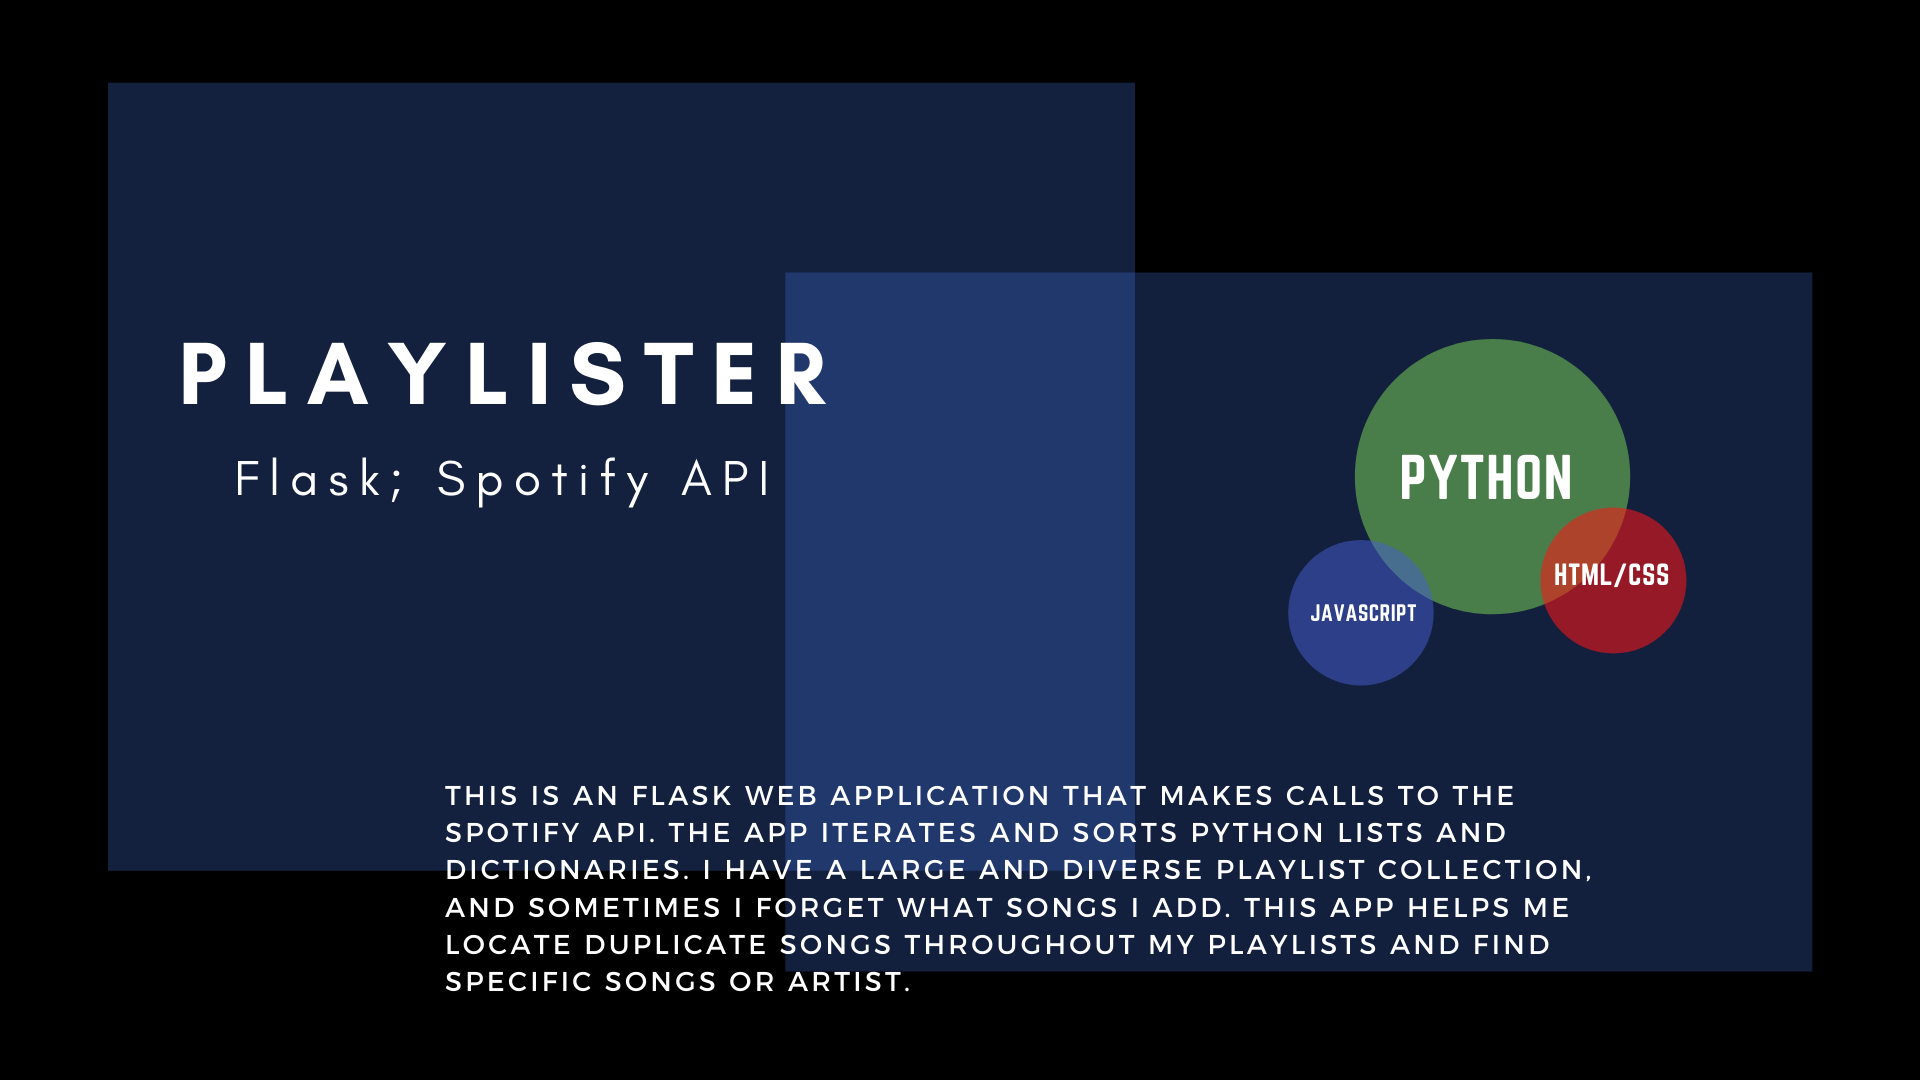 PLAYLISTER
Flask; Spotify API
PYTHON
HTML/CSS
JAVASCRIPT
THIS IS AN FLASK WEB APPLICATION THAT MAKES CALLS TO THE
SPOTIFY API. THE APP ITERATES AND SORTS PYTHON LISTS AND
DICTIONARIES. I HAVE A LARGE AND DIVERSE PLAYLIST COLLECTION,
AND SOMETIMES I FORGET WHAT SONGS I ADD. THIS APP HELPS ME
LOCATE DUPLICATE SONGS THROUGHOUT MY PLAYLISTS AND FIND
SPECIFIC SONGS OR ARTIST.